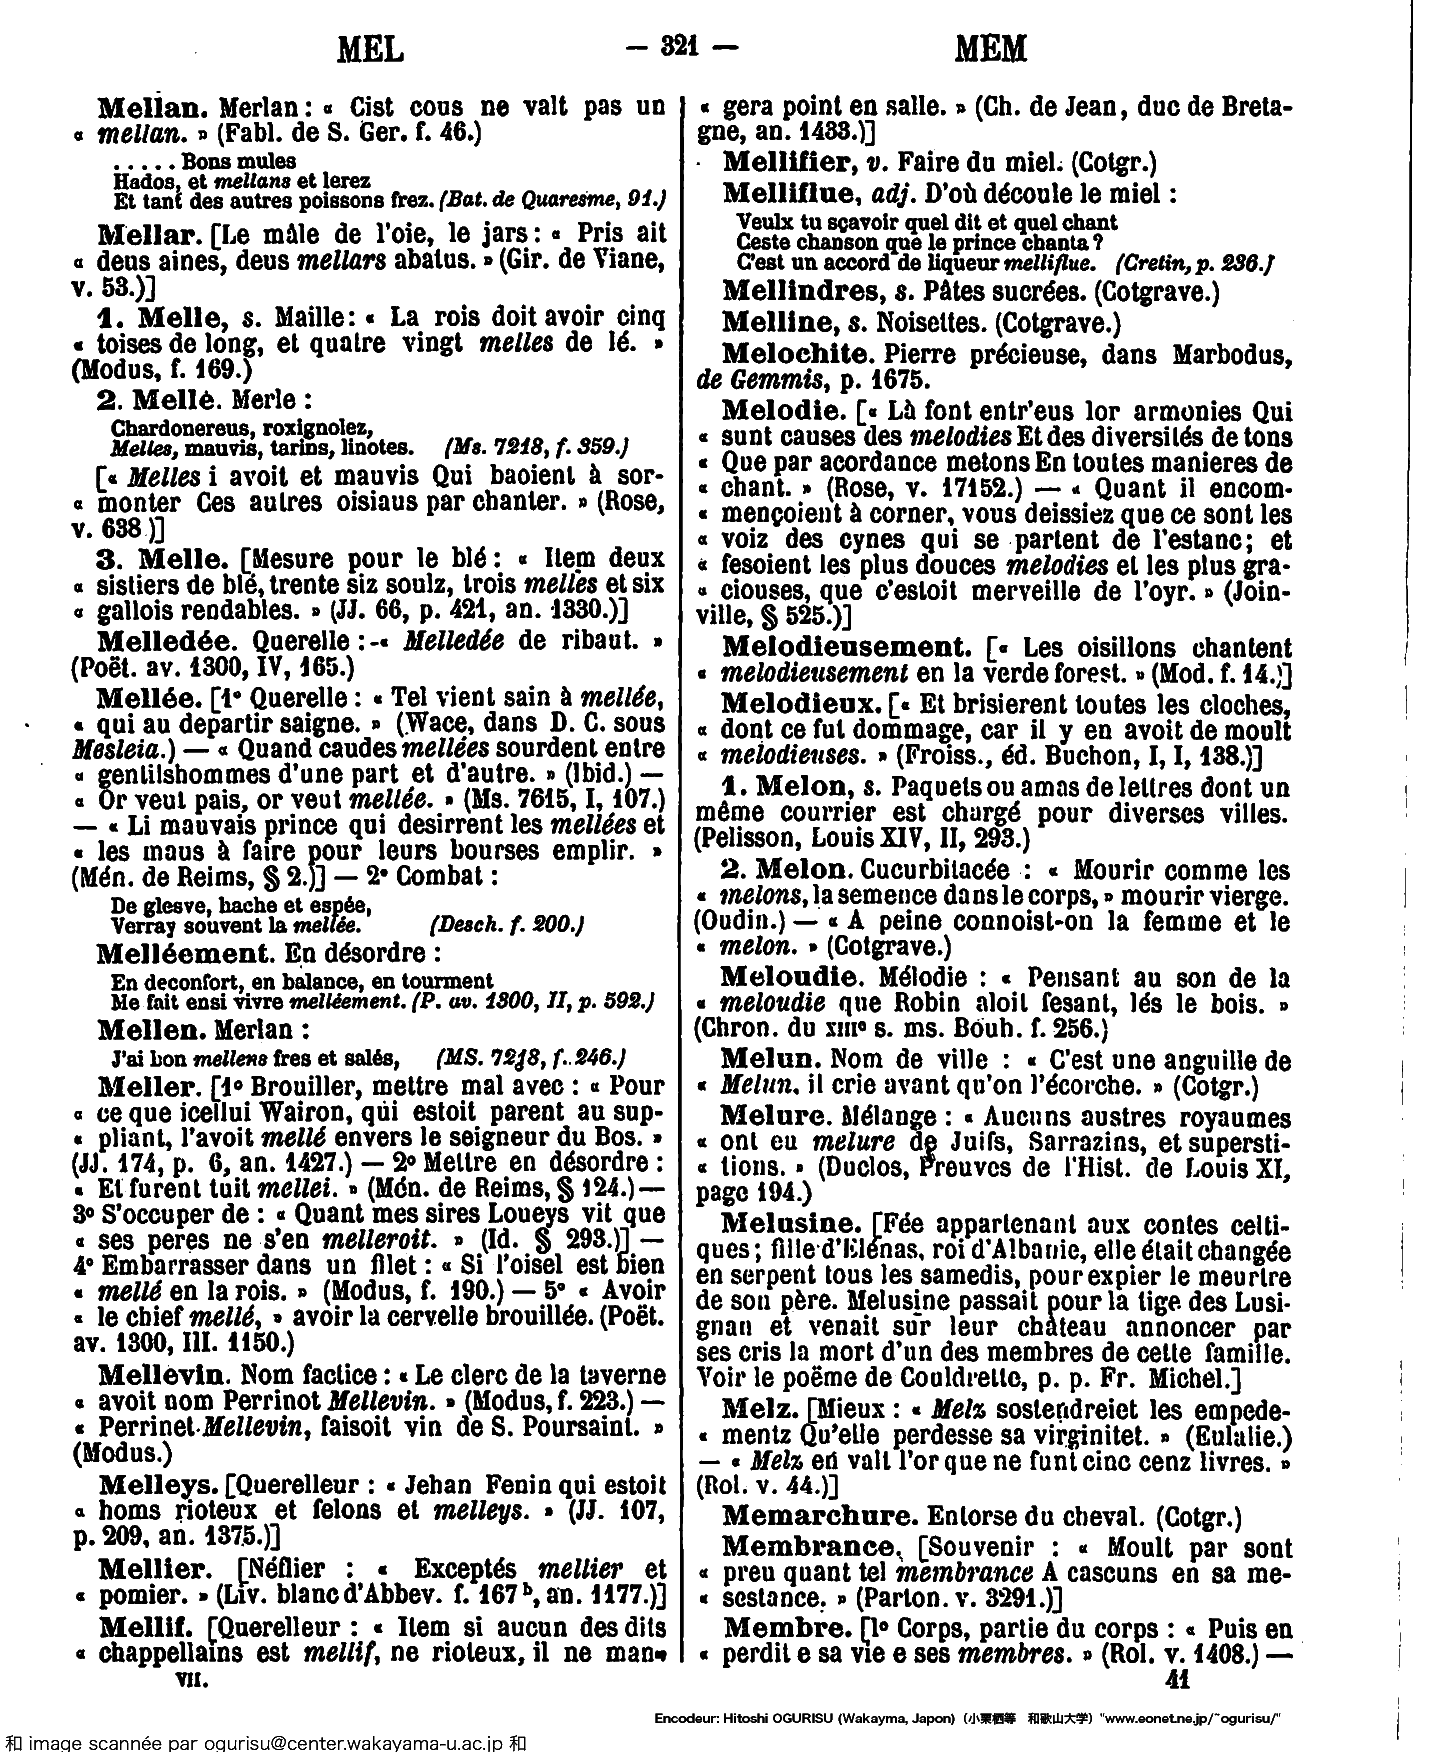 MEL — 321 — MEM
Mellan. Merlan : « Cist cous ne valt pas un
« mellan. » (Fabl. de S. Ger. f. 46.)
..... Bons mules
Hados, et mellans et lerez
Et tant des autres poissons frez. (Bat. de Quaresme, 91.)
Mellar. [Le mâle de l'oie, le jars : « Pris ait
« deus aines, deus mellars abatus. » (Gir. de Viane,
v. 53.)]
1. Melle, s. Maille : « La rois doit avoir cinq
« toises de long, et quatre vingt melles de lé. »
(Modus, f. 169.)
2. Melle. Merle :
Chardonereus, roxignolez,
Melles, mauvis, tarins, linotes. (Ms. 7218, f. 359.)
[« Melles i avoit et mauvis Qui baoient à sor-
« monter Ces autres oisiaus par chanter. » (Rose,
v. 638)]
3. Melle. [Mesure pour le blé : « Item deux
« sistiers de blé, trente siz soulz, trois melles et six
« gallois rendables. » (JJ. 66, p. 421, an. 1330.)]
Melledée. Querelle : « Melledée de ribaut. »
(Poët. av. 1300, IV, 165.)
Mellée. [1° Querelle : « Tel vient sain à mellée,
« qui au departir saigne. » (Wace, dans D. C. sous
Mesleia.) — « Quand caudes mellées sourdent entre
« gentilshommes d'une part et d'autre. » (Ibid.) —
« Or veut pais, or veut mellée. » (Ms. 7615, I, 107.)
— « Li mauvais prince qui desirrent les mellées et
« les maus à faire pour leurs bourses emplir. »
(Mén. de Reims, § 2.)] — 2° Combat :
De glesve, hache et espée,
Verray souvent la mellée. (Desch. f. 200.)
Melléement. En désordre :
En deconfort, en balance, en tourment
Me fait ensi vivre melléement. (P. av. 1300, II, p. 592.)
Mellen. Merlan :
J'ai bon mellens fres et salés, (MS. 7218, f. 246.)
Meller. [1° Brouiller, mettre mal avec : « Pour
« ce que icellui Wairon, qui estoit parent au sup-
« pliant, l'avoit mellé envers le seigneur du Bos. »
(JJ. 174, p. 6, an. 1427.) — 2° Mettre en désordre :
« Et furent tuit mellei. » (Mén. de Reims, § 124.) —
3° S'occuper de : « Quant mes sires Loueys vit que
« ses peres ne s'en melleroit. » (Id. § 293.)] —
4° Embarrasser dans un filet : « Si l'oisel est bien
« mellé en la rois. » (Modus, f. 190.) — 5° « Avoir
« le chief mellé, » avoir la cervelle brouillée. (Poët.
av. 1300, III. 1150.)
Mellevin. Nom factice : « Le clerc de la taverne
« avoit nom Perrinot Mellevin. » (Modus, f. 223.) —
« Perrinet Mellevin, faisoit vin de S. Poursaint. »
(Modus.)
Melleys. [Querelleur : « Jehan Fenin qui estoit
« homs rioteux et felons et melleys. » (JJ. 107,
p. 209, an. 1375.)]
Mellier. [Néflier : « Exceptés mellier et
« pomier. » (Liv. blanc d'Abbev. f. 167 b, an. 1177.)]
Mellif. [Querelleur : « Item si aucun des dits
« chappellains est mellif, ne rioteux, il ne man-
VII.
« gera point en salle. » (Ch. de Jean, duc de Breta-
gne, an. 1433.)]
Mellifier, v. Faire du miel. (Cotgr.)
Melliflue, adj. D'où découle le miel :
Veulx tu sçavoir quel dit et quel chant
Ceste chanson que le prince chanta ?
C'est un accord de liqueur melliflue. (Cretin, p. 236.)
Mellindres, s. Pâtes sucrées. (Cotgrave.)
Melline, s. Noisettes. (Cotgrave.)
Melochite. Pierre précieuse, dans Marbodus,
de Gemmis, p. 1675.
Melodie. [« Là font entr'eus lor armonies Qui
« sunt causes des melodies Et des diversités de tons
« Que par acordance metons En toutes manieres de
« chant. » (Rose, v. 17152.) — « Quant il encom-
« mençoient à corner, vous deissiez que ce sont les
« voiz des cynes qui se partent de l'estanc ; et
« fesoient les plus douces melodies et les plus gra-
« ciouses, que c'estoit merveille de l'oyr. » (Join-
ville, § 525.)]
Melodieusement. [« Les oisillons chantent
« melodieusement en la verde forest. » (Mod. f. 14.)]
Melodieux. [« Et brisierent toutes les cloches,
« dont ce fut dommage, car il y en avoit de moult
« melodieuses. » (Froiss., éd. Buchon, I, I, 138.)]
1. Melon, s. Paquets ou amas de lettres dont un
même courrier est chargé pour diverses villes.
(Pelisson, Louis XIV, II, 293.)
2. Melon. Cucurbitacée : « Mourir comme les
« melons, la semence dans le corps, » mourir vierge.
(Oudin.) — « A peine connoist-on la femme et le
« melon. » (Cotgrave.)
Meloudie. Mélodie : « Pensant au son de la
« meloudie que Robin aloit fesant, lés le bois. »
(Chron. du XIIIe s. ms. Bouh. f. 256.)
Melun. Nom de ville : « C'est une anguille de
« Melun, il crie avant qu'on l'écorche. » (Cotgr.)
Melure. Mélange : « Aucuns austres royaumes
« ont eu melure de Juifs, Sarrazins, et supersti-
« tions. » (Duclos, Preuves de l'Hist. de Louis XI,
page 194.)
Melusine. [Fée appartenant aux contes celti-
ques ; fille d'Elénas, roi d'Albanie, elle était changée
en serpent tous les samedis, pour expier le meurtre
de son père. Melusine passait pour la tige des Lusi-
gnan et venait sur leur château annoncer par
ses cris la mort d'un des membres de cette famille.
Voir le poëme de Couldrette, p. p. Fr. Michel.]
Melz. [Mieux : « Melz sostendreiet les empede-
« mentz Qu'elle perdesse sa virginitet. » (Eulalie.)
— « Melz en valt l'or que ne funt cinc cenz livres. »
(Rol. v. 44.)]
Memarchure. Entorse du cheval. (Cotgr.)
Membrance. [Souvenir : « Moult par sont
« preu quant tel membrance A cascuns en sa me-
« sestance. » (Parton. v. 3291.)]
Membre. [1° Corps, partie du corps : « Puis en
« perdit e sa vie e ses membres. » (Rol. v. 1408.) —
41
Encodeur: Hitoshi OGURISU (Wakayma, Japon) (小栗栖等 和歌山大学) "www.eonet.ne.jp/~ogurisu/"
和 image scannée par ogurisu@center.wakayama-u.ac.jp 和